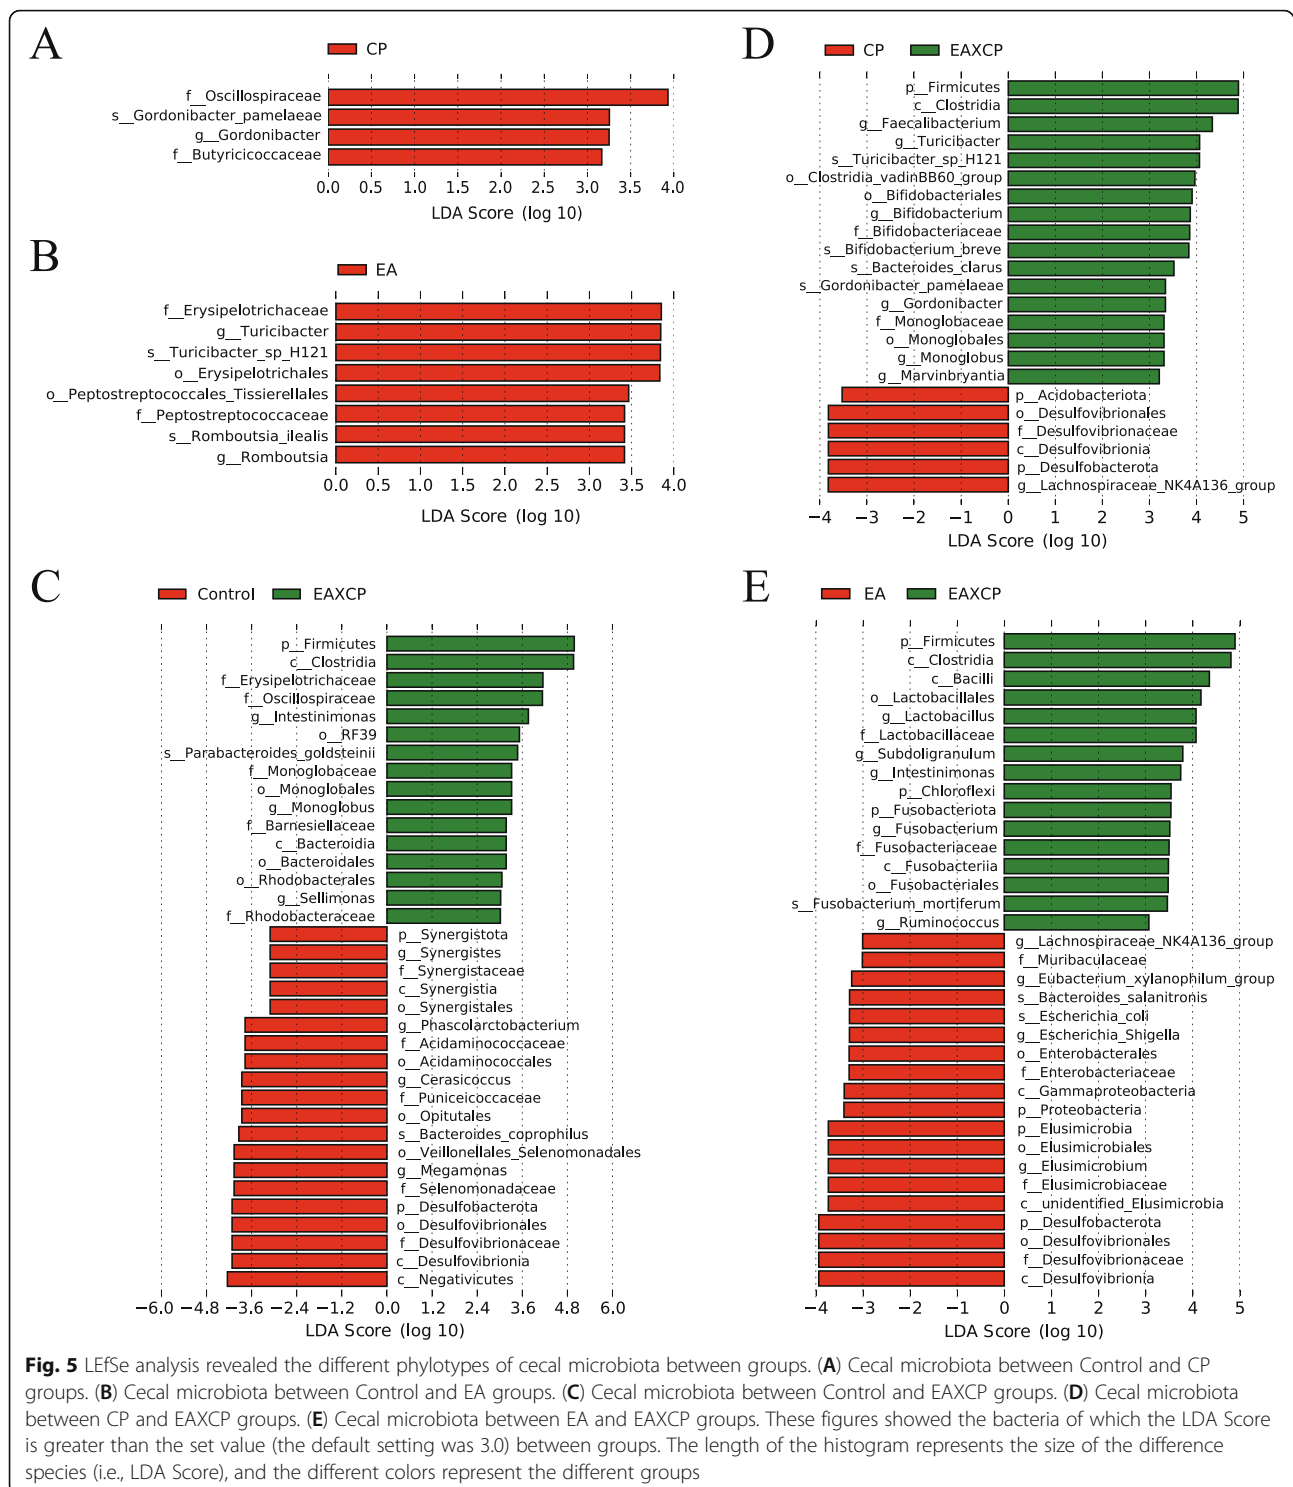 A
CP
f__Oscillospiraceae
s__Gordonibacter_pamelaeae
g__Gordonibacter
f__Butyricicoccaceae
0.0 0.5 1.0 1.5 2.0 2.5 3.0 3.5 4.0
LDA Score (log 10)
B
EA
f__Erysipelotrichaceae
g__Turicibacter
s__Turicibacter_sp_H121
o__Erysipelotrichales
o__Peptostreptococcales_Tissierellales
f__Peptostreptococcaceae
s__Romboutsia_ilealis
g__Romboutsia
0.0 0.5 1.0 1.5 2.0 2.5 3.0 3.5 4.0
LDA Score (log 10)
D
CP EAXCP
p__Firmicutes
c__Clostridia
g__Faecalibacterium
g__Turicibacter
s__Turicibacter_sp_H121
o__Clostridia_vadinBB60_group
o__Bifidobacteriales
g__Bifidobacterium
f__Bifidobacteriaceae
s__Bifidobacterium_breve
s__Bacteroides_clarus
s__Gordonibacter_pamelaeae
g__Gordonibacter
f__Monoglobaceae
o__Monoglobales
g__Monoglobus
g__Marvinbryantia
p__Acidobacteriota
o__Desulfovibrionales
f__Desulfovibrionaceae
c__Desulfovibrionia
p__Desulfobacterota
g__Lachnospiraceae_NK4A136_group
−4 −3 −2 −1 0 1 2 3 4 5
LDA Score (log 10)
C
Control EAXCP
p__Firmicutes
c__Clostridia
f__Erysipelotrichaceae
f__Oscillospiraceae
g__Intestinimonas
o__RF39
s__Parabacteroides_goldsteinii
f__Monoglobaceae
o__Monoglobales
g__Monoglobus
f__Barnesiellaceae
c__Bacteroidia
o__Bacteroidales
o__Rhodobacterales
g__Sellimonas
f__Rhodobacteraceae
p__Synergistota
g__Synergistes
f__Synergistaceae
c__Synergistia
o__Synergistales
g__Phascolarctobacterium
f__Acidaminococcaceae
o__Acidaminococcales
g__Cerasicoccus
f__Puniceicoccaceae
o__Opitutales
s__Bacteroides_coprophilus
o__Veillonellales_Selenomonadales
g__Megamonas
f__Selenomonadaceae
p__Desulfobacterota
o__Desulfovibrionales
f__Desulfovibrionaceae
c__Desulfovibrionia
c__Negativicutes
−6.0 −4.8 −3.6 −2.4 −1.2 0.0 1.2 2.4 3.6 4.8 6.0
LDA Score (log 10)
E
EA EAXCP
p__Firmicutes
c__Clostridia
c__Bacilli
o__Lactobacillales
g__Lactobacillus
f__Lactobacillaceae
g__Subdoligranulum
g__Intestinimonas
p__Chloroflexi
p__Fusobacteriota
g__Fusobacterium
f__Fusobacteriaceae
c__Fusobacteriia
o__Fusobacteriales
s__Fusobacterium_mortiferum
g__Ruminococcus
g__Lachnospiraceae_NK4A136_group
f__Muribaculaceae
g__Eubacterium_xylanophilum_group
s__Bacteroides_salanitronis
s__Escherichia_coli
g__Escherichia_Shigella
o__Enterobacterales
f__Enterobacteriaceae
c__Gammaproteobacteria
p__Proteobacteria
p__Elusimicrobia
o__Elusimicrobiales
g__Elusimicrobium
f__Elusimicrobiaceae
c__unidentified_Elusimicrobia
p__Desulfobacterota
o__Desulfovibrionales
f__Desulfovibrionaceae
c__Desulfovibrionia
−4 −3 −2 −1 0 1 2 3 4 5
LDA Score (log 10)
Fig. 5 LEfSe analysis revealed the different phylotypes of cecal microbiota between groups. (A) Cecal microbiota between Control and CP
groups. (B) Cecal microbiota between Control and EA groups. (C) Cecal microbiota between Control and EAXCP groups. (D) Cecal microbiota
between CP and EAXCP groups. (E) Cecal microbiota between EA and EAXCP groups. These figures showed the bacteria of which the LDA Score
is greater than the set value (the default setting was 3.0) between groups. The length of the histogram represents the size of the difference
species (i.e., LDA Score), and the different colors represent the different groups